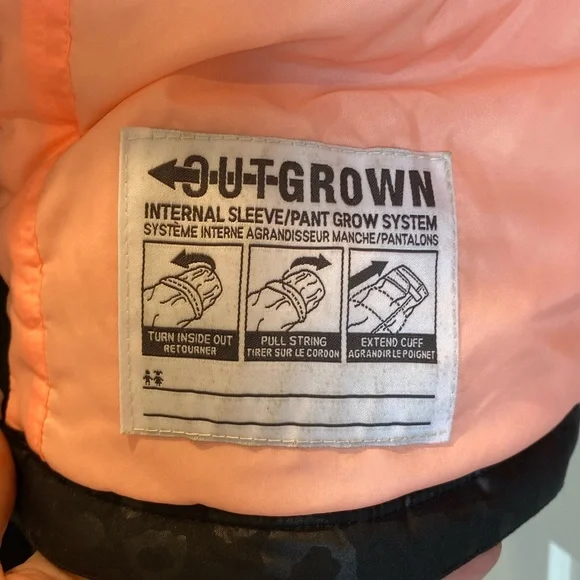 OUTGROWN
INTERNAL SLEEVE/PANT GROW SYSTEM
SYSTÈME INTERNE AGRANDISSEUR MANCHE/PANTALONS
TURN INSIDE OUT
RETOURNER
PULL STRING
TIRER SUR LE CORDON
EXTEND CUFF
AGRANDIR LE POIGNET